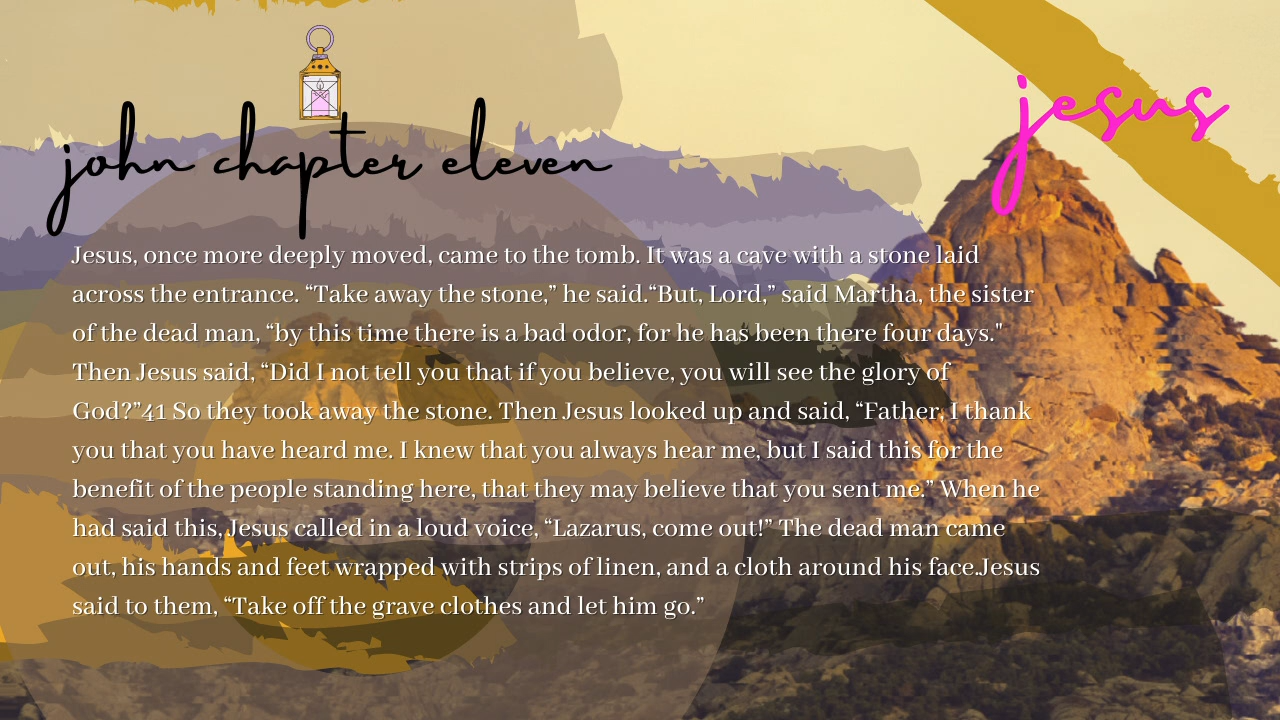 jesus
john chapter eleven
Jesus, once more deeply moved, came to the tomb. It was a cave with a stone laid
across the entrance. “Take away the stone,” he said.“But, Lord,” said Martha, the sister
of the dead man, “by this time there is a bad odor, for he has been there four days."
Then Jesus said, “Did I not tell you that if you believe, you will see the glory of
God?”41 So they took away the stone. Then Jesus looked up and said, “Father, I thank
you that you have heard me. I knew that you always hear me, but I said this for the
benefit of the people standing here, that they may believe that you sent me.” When he
had said this, Jesus called in a loud voice, “Lazarus, come out!” The dead man came
out, his hands and feet wrapped with strips of linen, and a cloth around his face.Jesus
said to them, “Take off the grave clothes and let him go.”